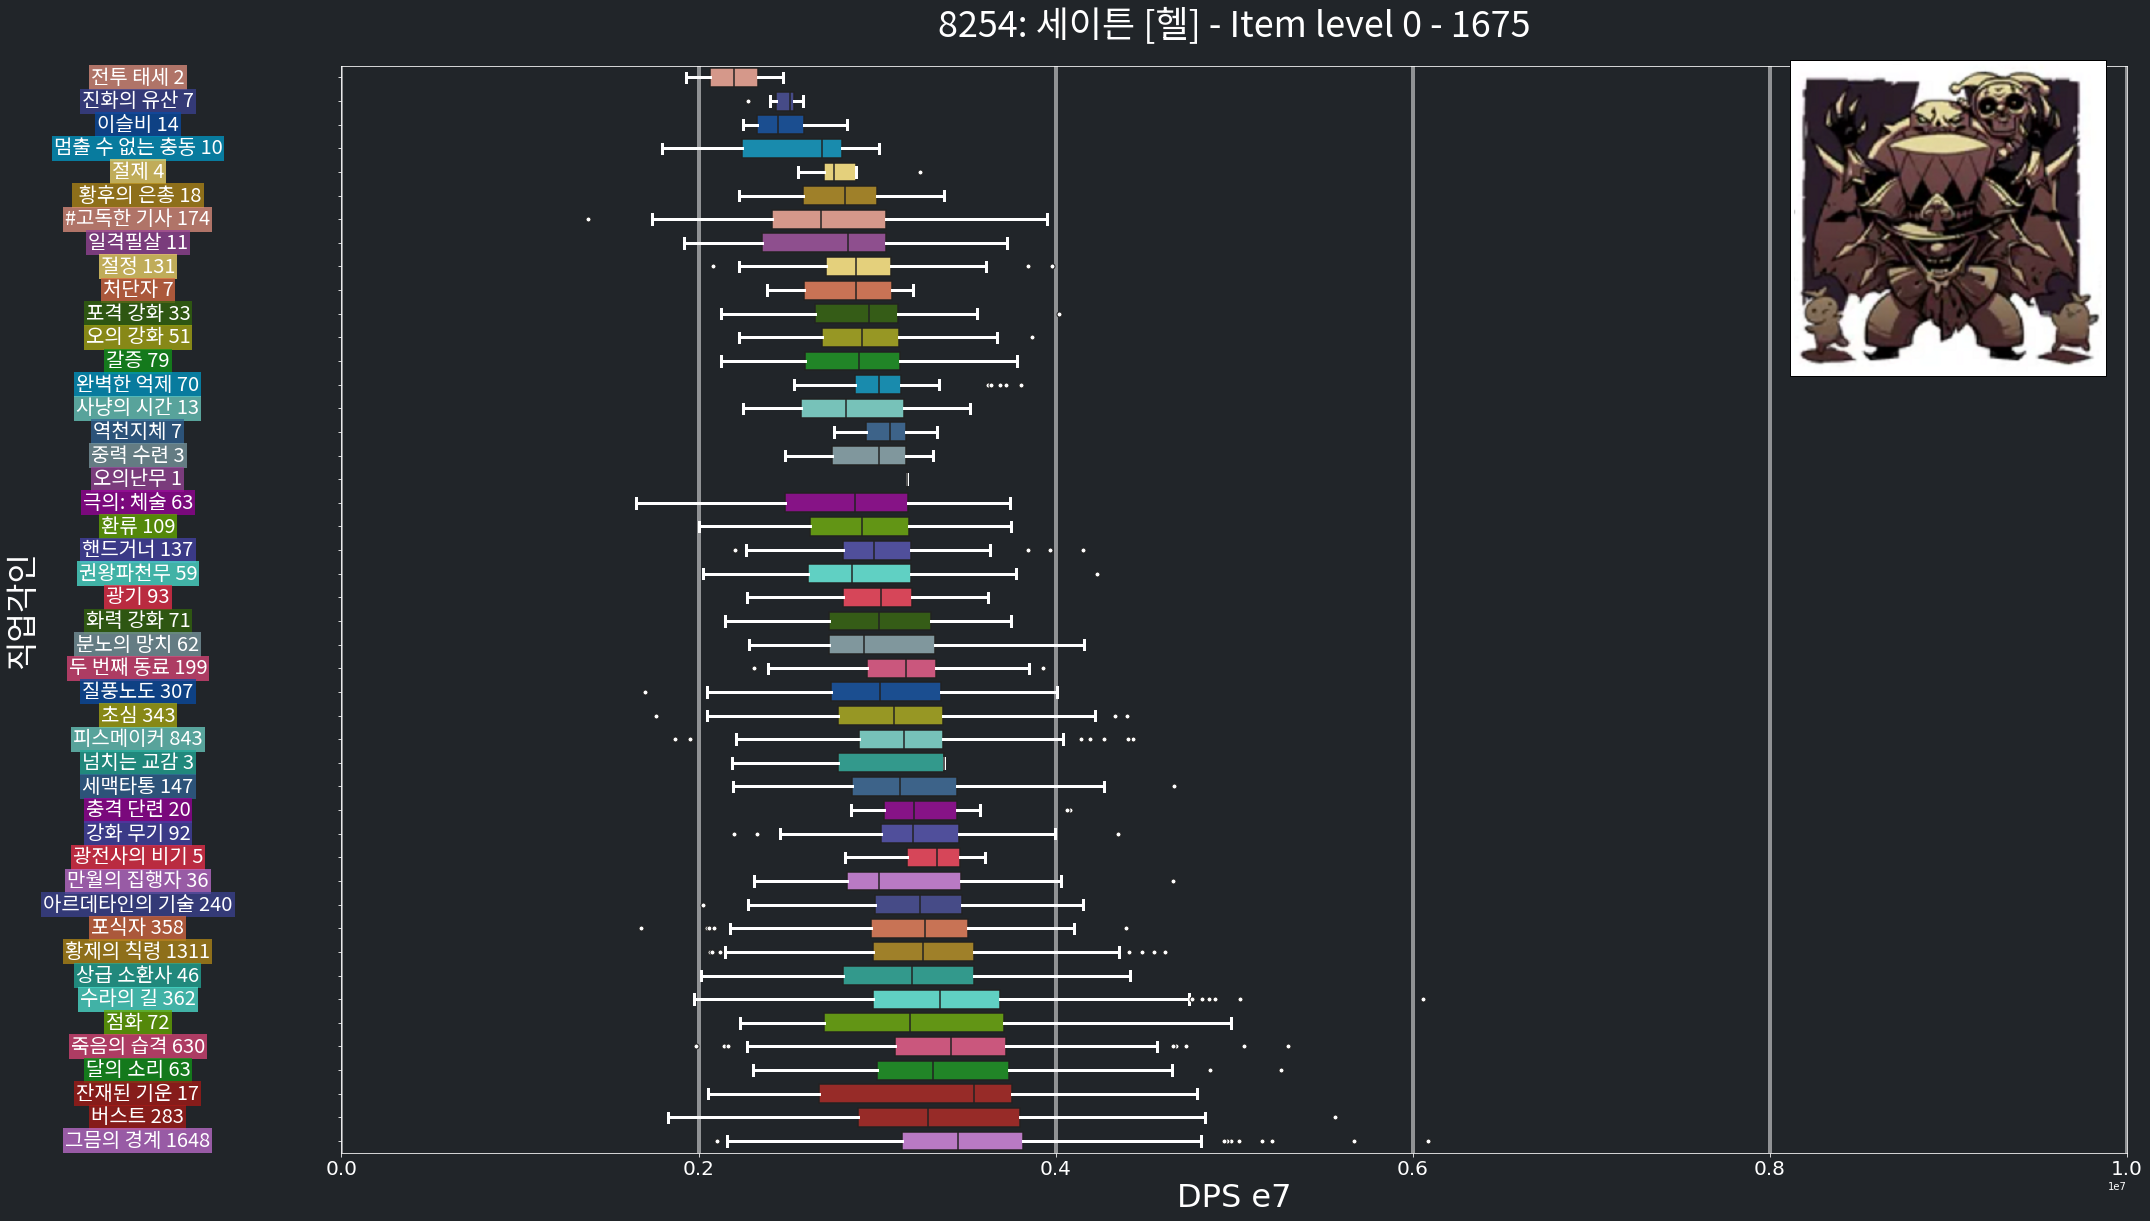 8254: 세이튼 [헬] - Item level 0 - 1675
전투 태세 2
진화의 유산 7
이슬비 14
멈출 수 없는 충동 10
절제 4
황후의 은총 18
#고독한 기사 174
일격필살 11
절정 131
처단자 7
포격 강화 33
오의 강화 51
갈증 79
완벽한 억제 70
사냥의 시간 13
역천지체 7
중력 수련 3
오의난무 1
극의: 체술 63
환류 109
핸드거너 137
권왕파천무 59
광기 93
화력 강화 71
분노의 망치 62
두 번째 동료 199
질풍노도 307
초심 343
피스메이커 843
넘치는 교감 3
세맥타통 147
충격 단련 20
강화 무기 92
광전사의 비기 5
만월의 집행자 36
아르데타인의 기술 240
포식자 358
황제의 칙령 1311
상급 소환사 46
수라의 길 362
점화 72
죽음의 습격 630
달의 소리 63
잔재된 기운 17
버스트 283
그믐의 경계 1648
직업각인
0.0 0.2 0.4 0.6 0.8 1.0
1e7
DPS e7